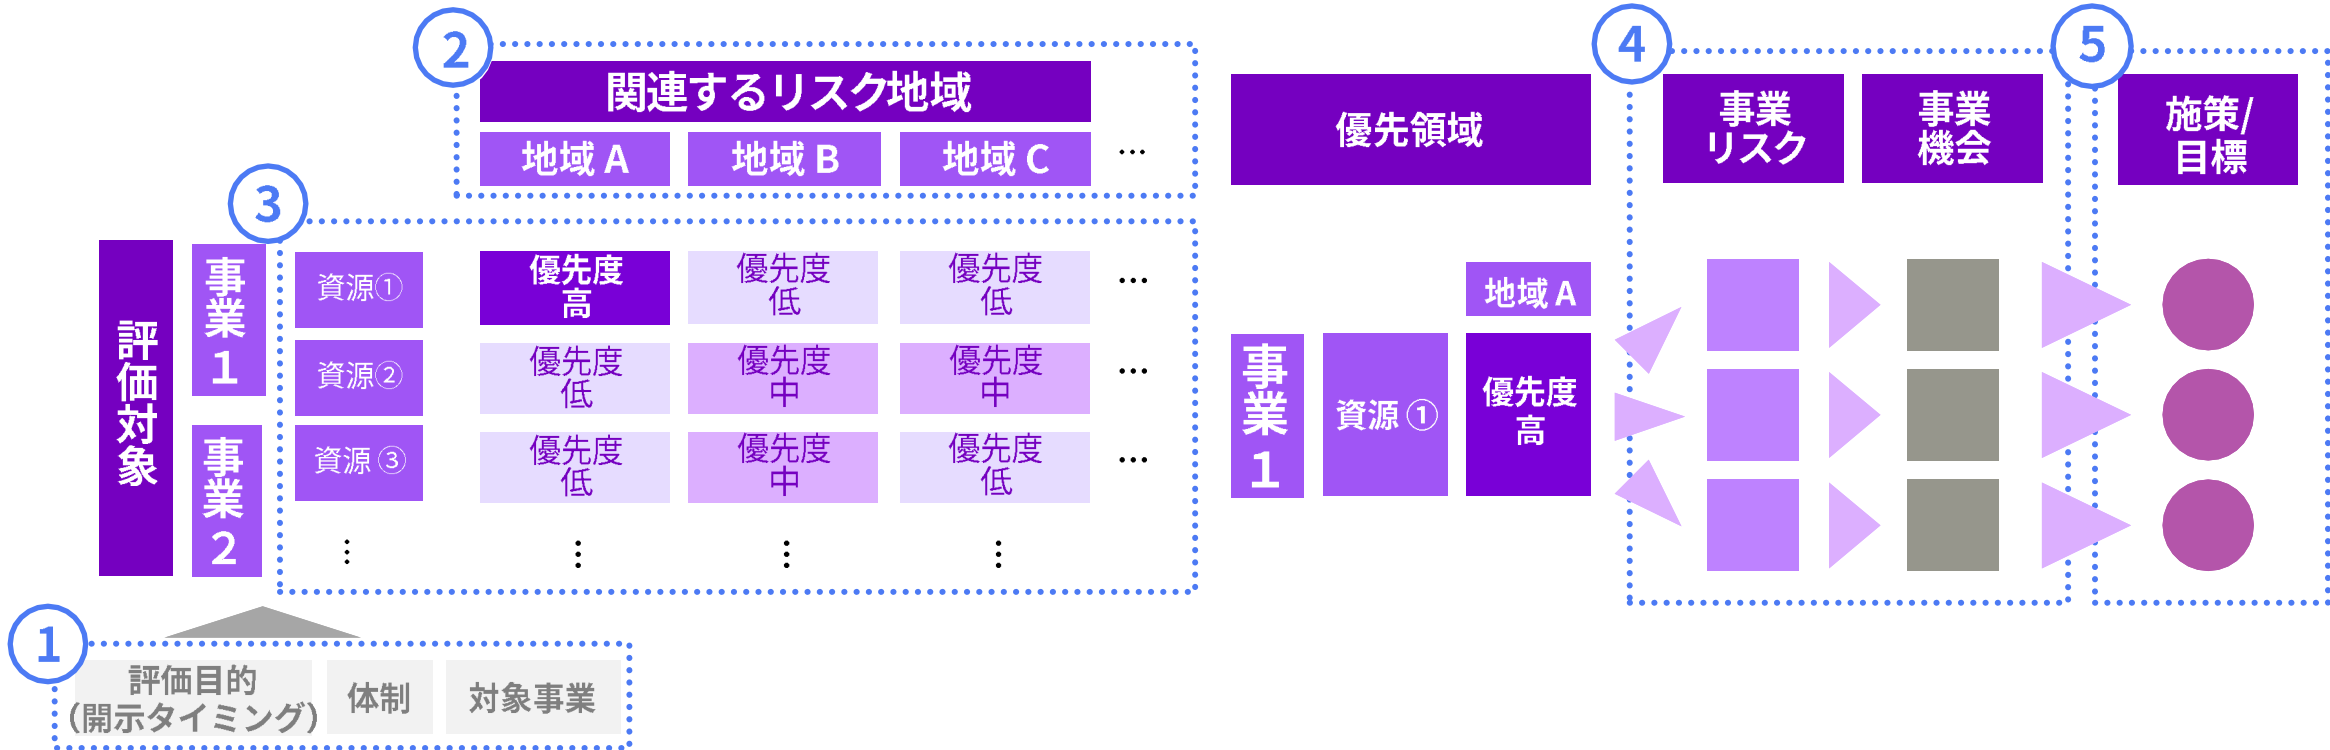 2
関連するリスク地域
地域 A
地域 B
地域 C
…
3
評価対象
事業1
事業2
資源①
優先度
高
優先度
低
優先度
低
…
資源②
優先度
低
優先度
中
優先度
中
…
資源 ③
優先度
低
優先度
中
優先度
低
…
⋮
⋮
⋮
⋮
1
評価目的
（開示タイミング）
体制
対象事業
優先領域
事業1
資源 ①
地域 A
優先度
高
4
事業
リスク
事業
機会
5
施策/
目標